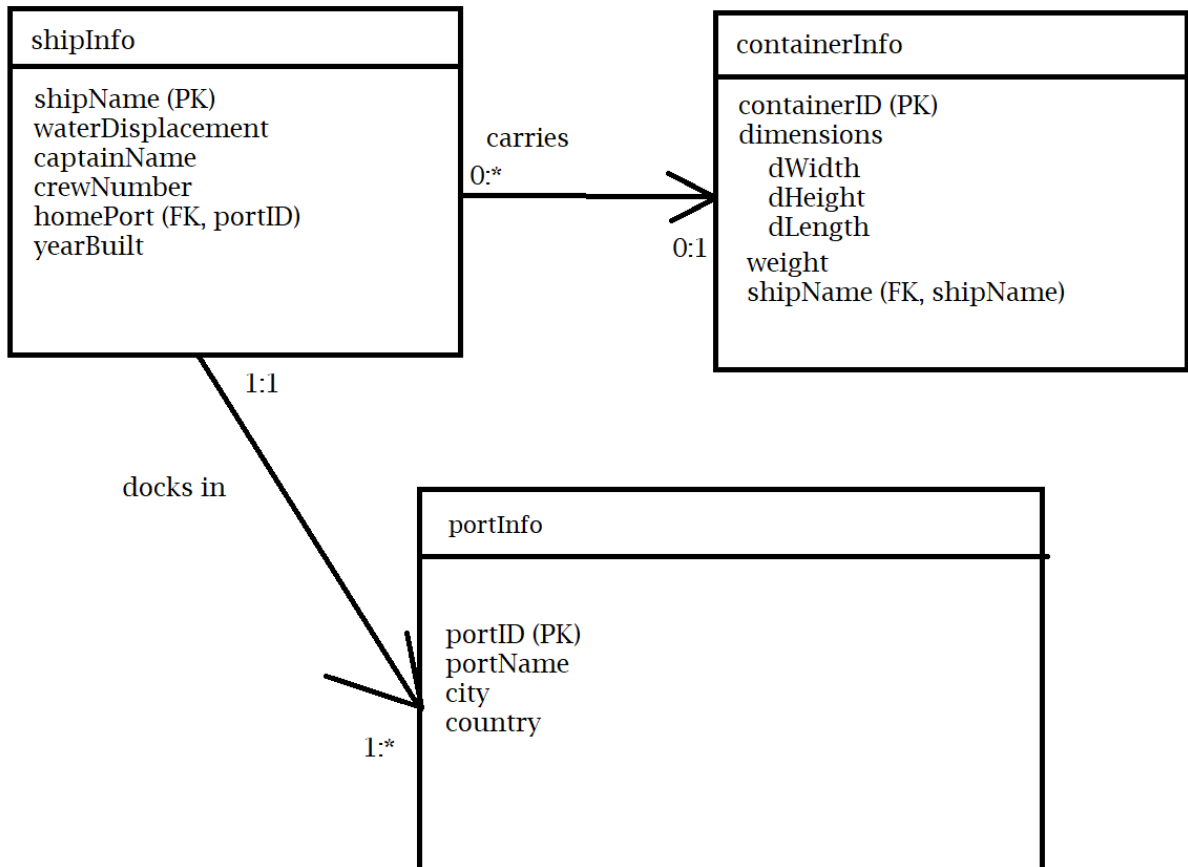 shipInfo
shipName (PK)
waterDisplacement
captainName
crewNumber
homePort (FK, portID)
yearBuilt
carries
0:*
0:1
containerInfo
containerID (PK)
dimensions
dWidth
dHeight
dLength
weight
shipName (FK, shipName)
1:1
docks in
1:*
portInfo
portID (PK)
portName
city
country